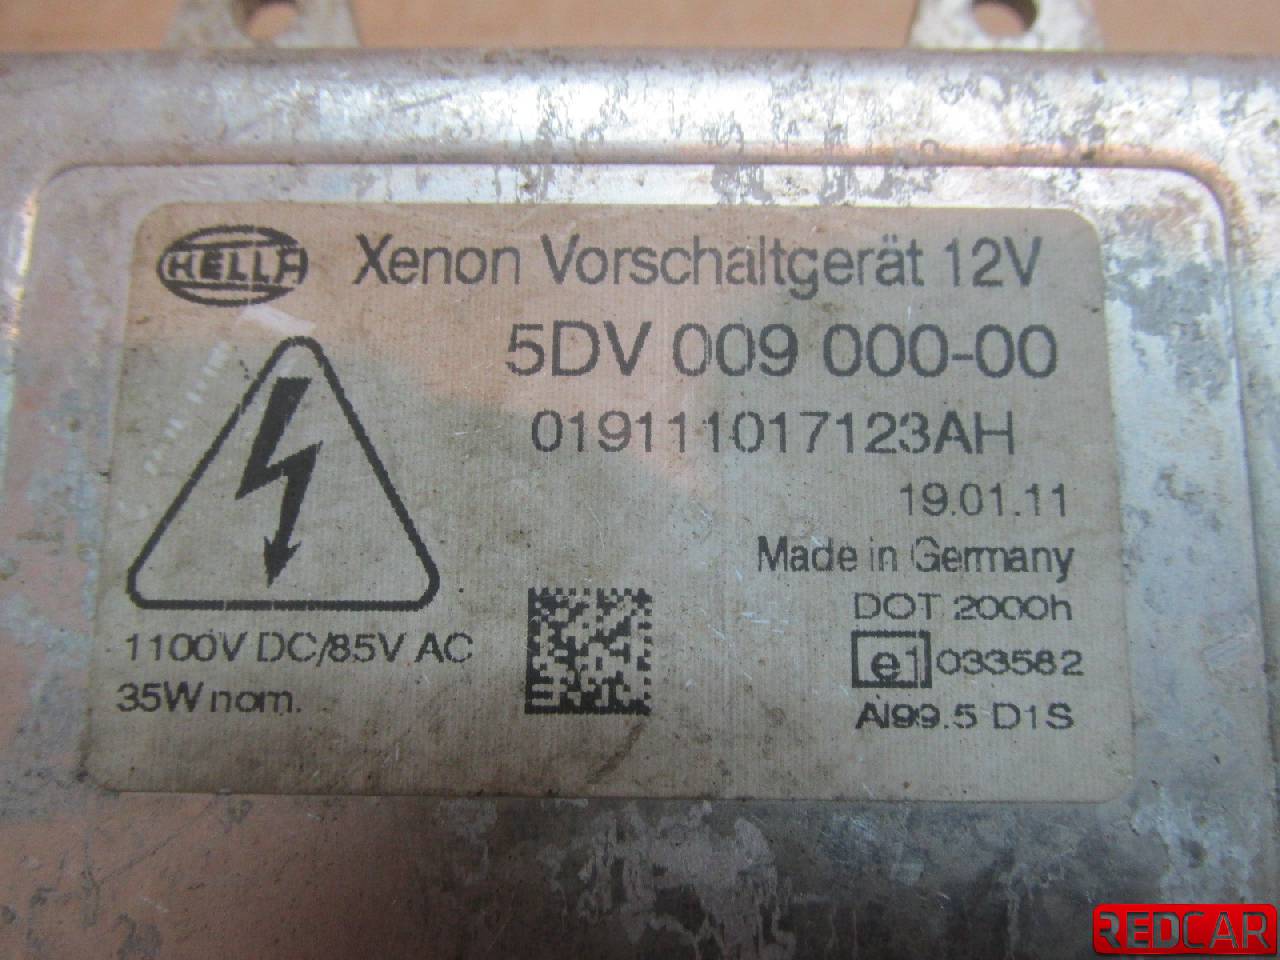 HELLA Xenon Vorschaltgerät 12V
5DV 009 000-00
019111017123AH
19.01.11
Made in Germany
DOT 2000h
1100V DC/85V AC
e1 033582
35W nom.
AI99.5 D1S
REDCAR